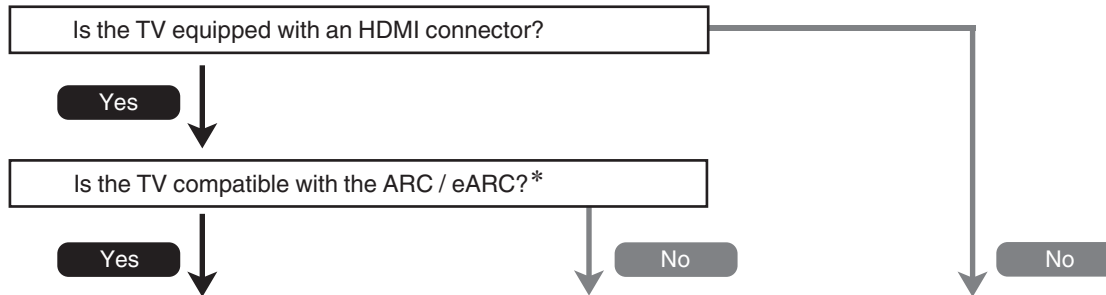 Is the TV equipped with an HDMI connector?
Yes
Is the TV compatible with the ARC / eARC?*
Yes
No
No